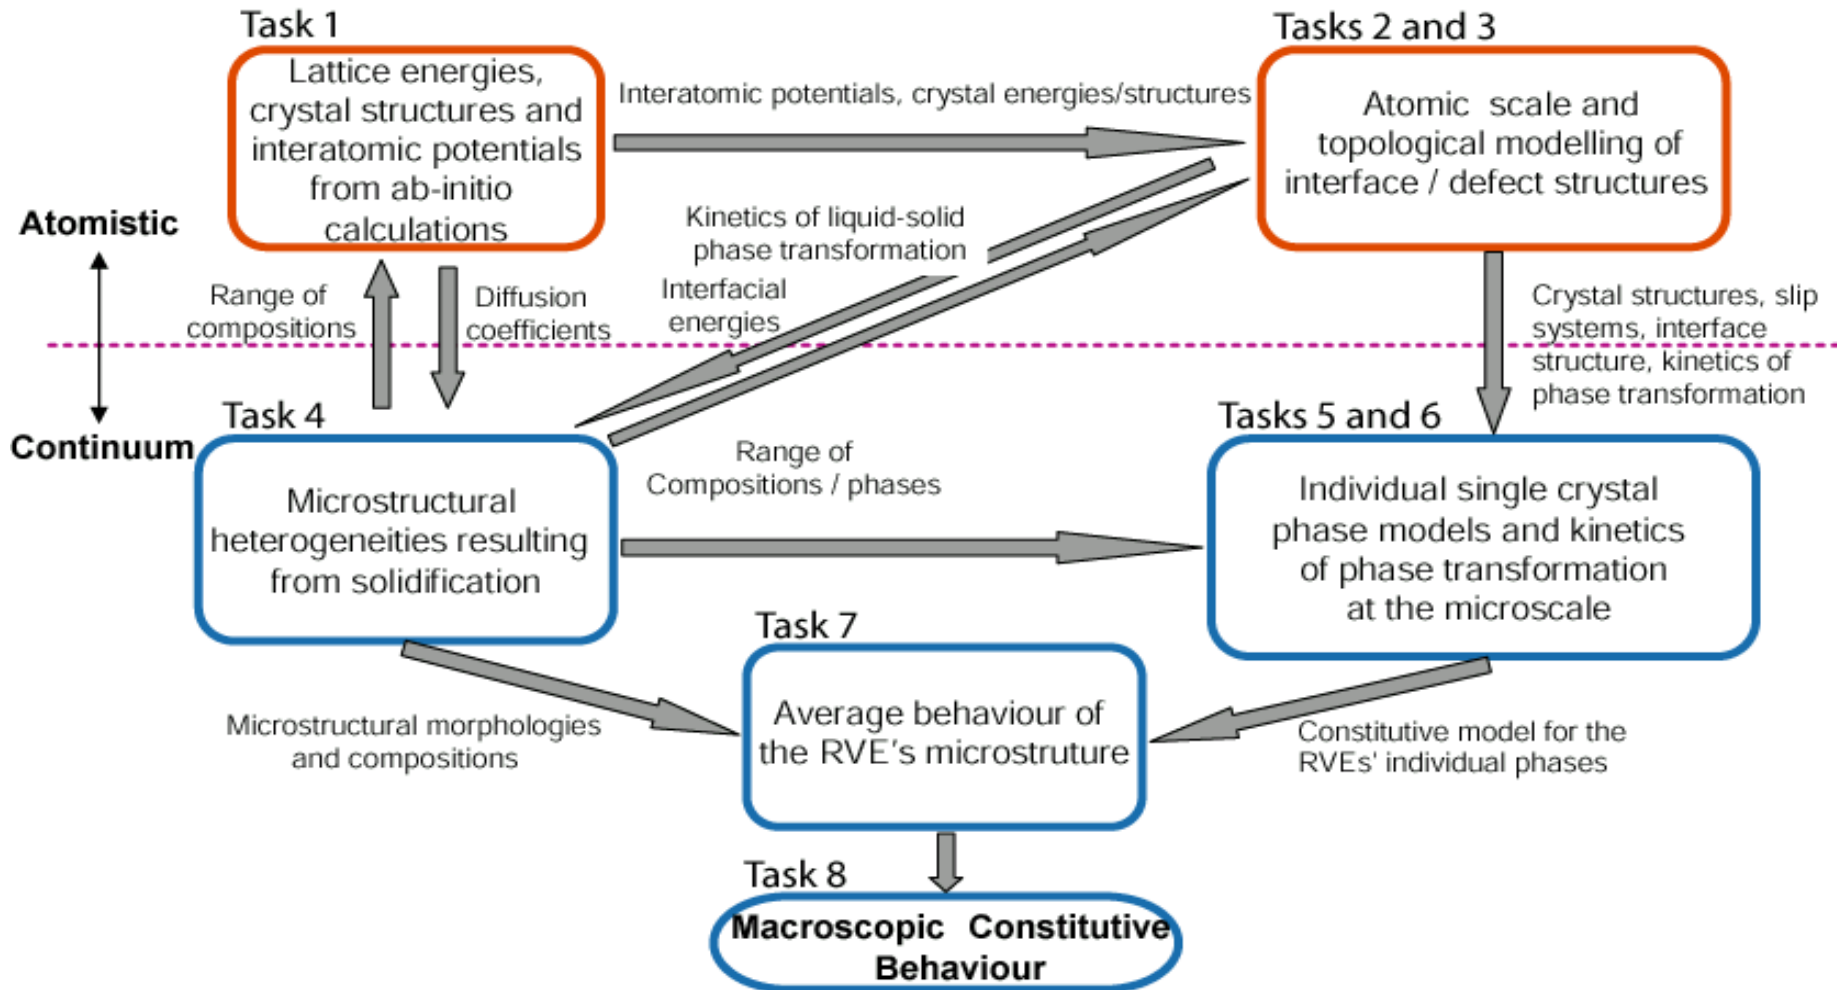 Task 1
Lattice energies,
crystal structures and
interatomic potentials
from ab-initio
calculations
Interatomic potentials, crystal energies/structures
Tasks 2 and 3
Atomic scale and
topological modelling of
interface / defect structures
Atomistic
Continuum
Range of
compositions
Diffusion
coefficients
Kinetics of liquid-solid
phase transformation
Interfacial
energies
Crystal structures, slip
systems, interface
structure, kinetics of
phase transformation
Task 4
Microstructural
heterogeneities resulting
from solidification
Range of
Compositions / phases
Tasks 5 and 6
Individual single crystal
phase models and kinetics
of phase transformation
at the microscale
Microstructural morphologies
and compositions
Task 7
Average behaviour of
the RVE's microstruture
Constitutive model for the
RVEs' individual phases
Task 8
Macroscopic Constitutive
Behaviour